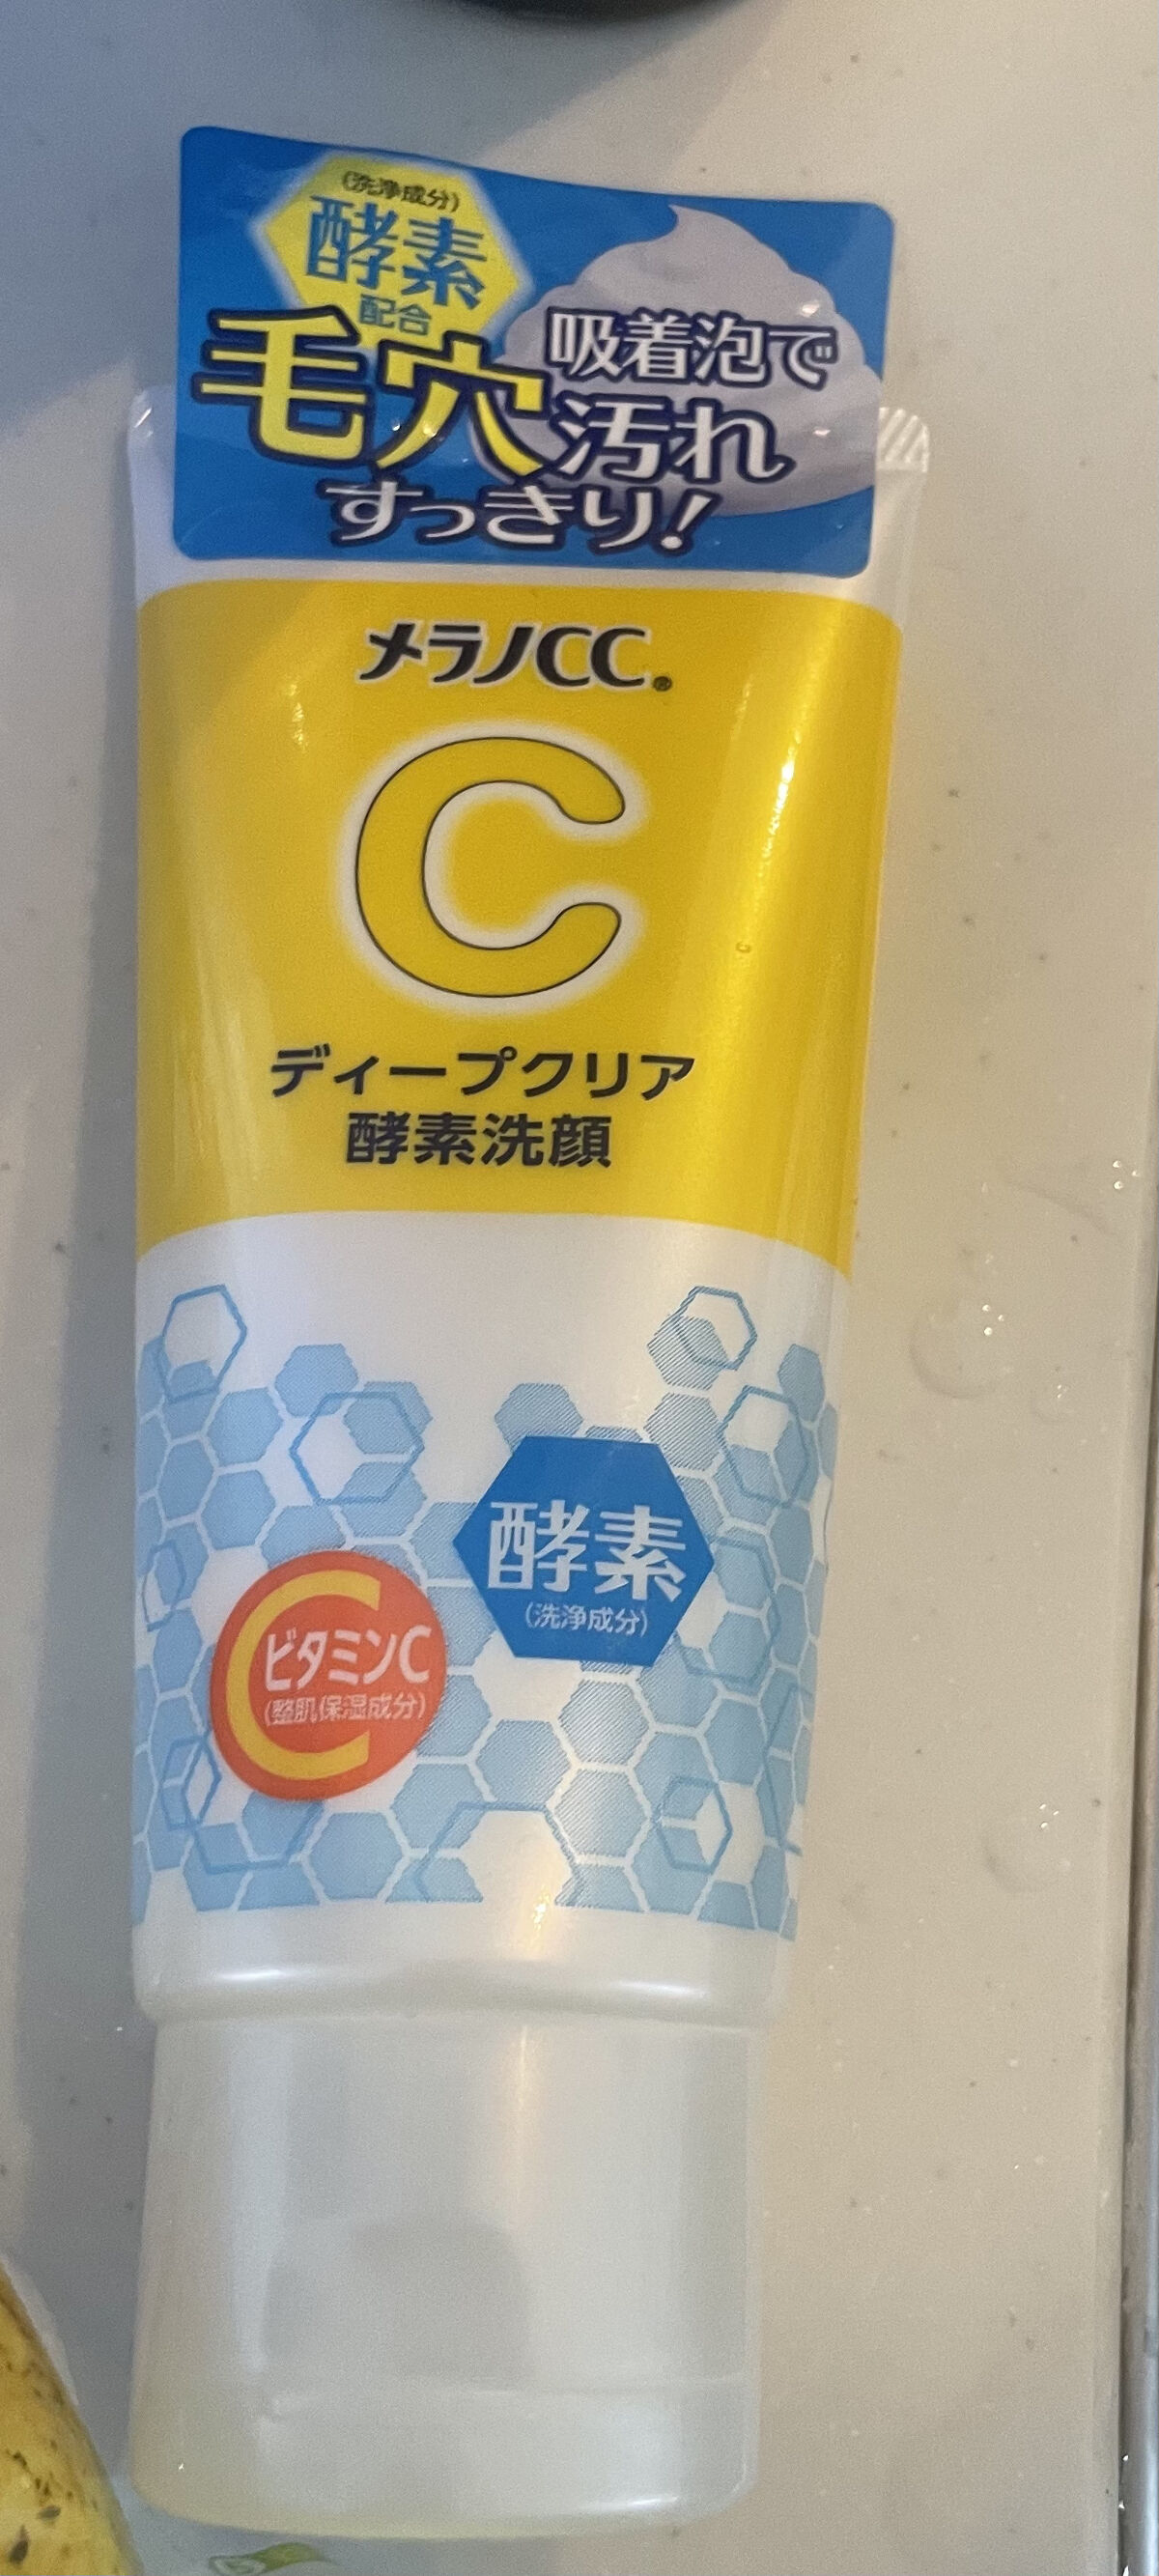 (洗浄成分)
酵素
配合
吸着泡で
毛穴汚れ
すっきり!
メラノCC®
C
ディープクリア
酵素洗顔
酵素
(洗浄成分)
C
ビタミンC
(整肌保湿成分)